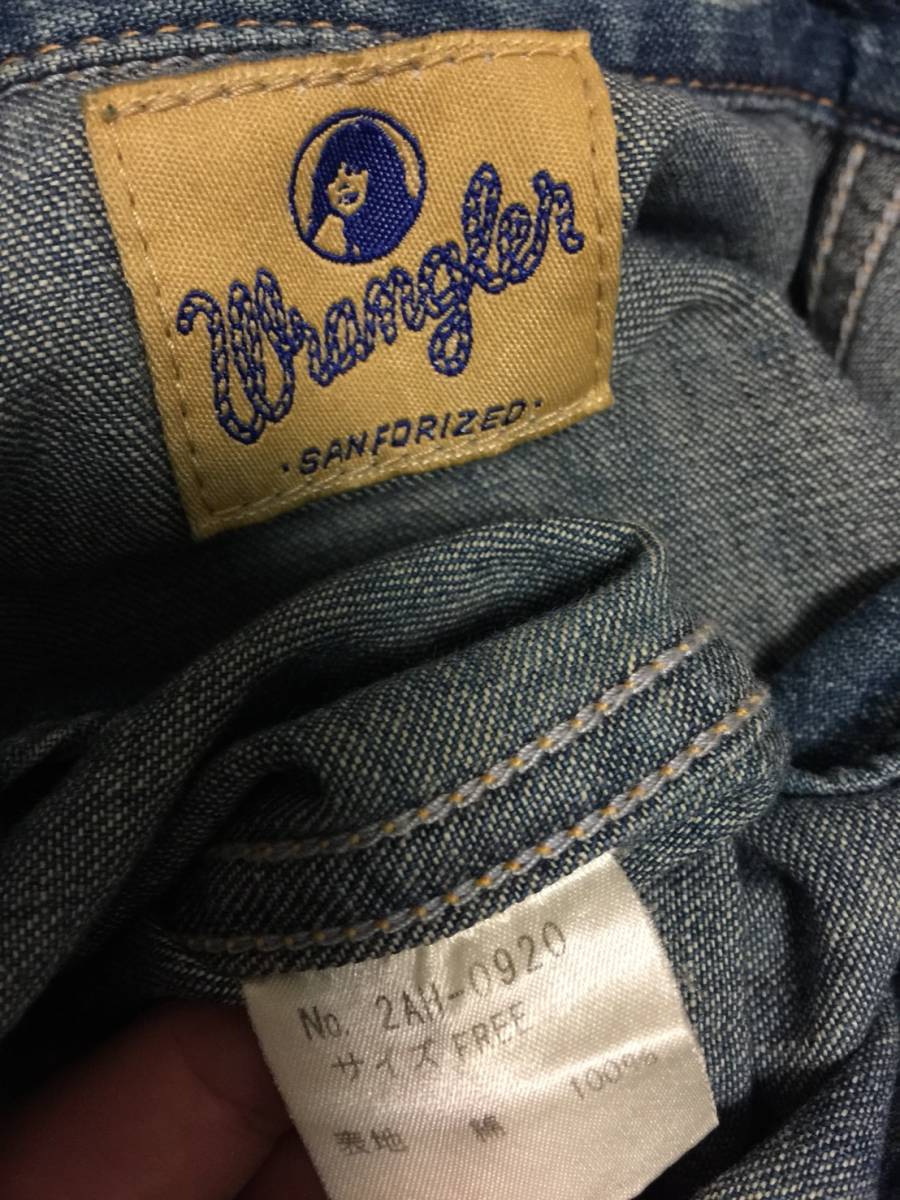 Wrangler
·SANFORIZED·
No. 2AH-0920
サイズ FREE
表地 綿 100%